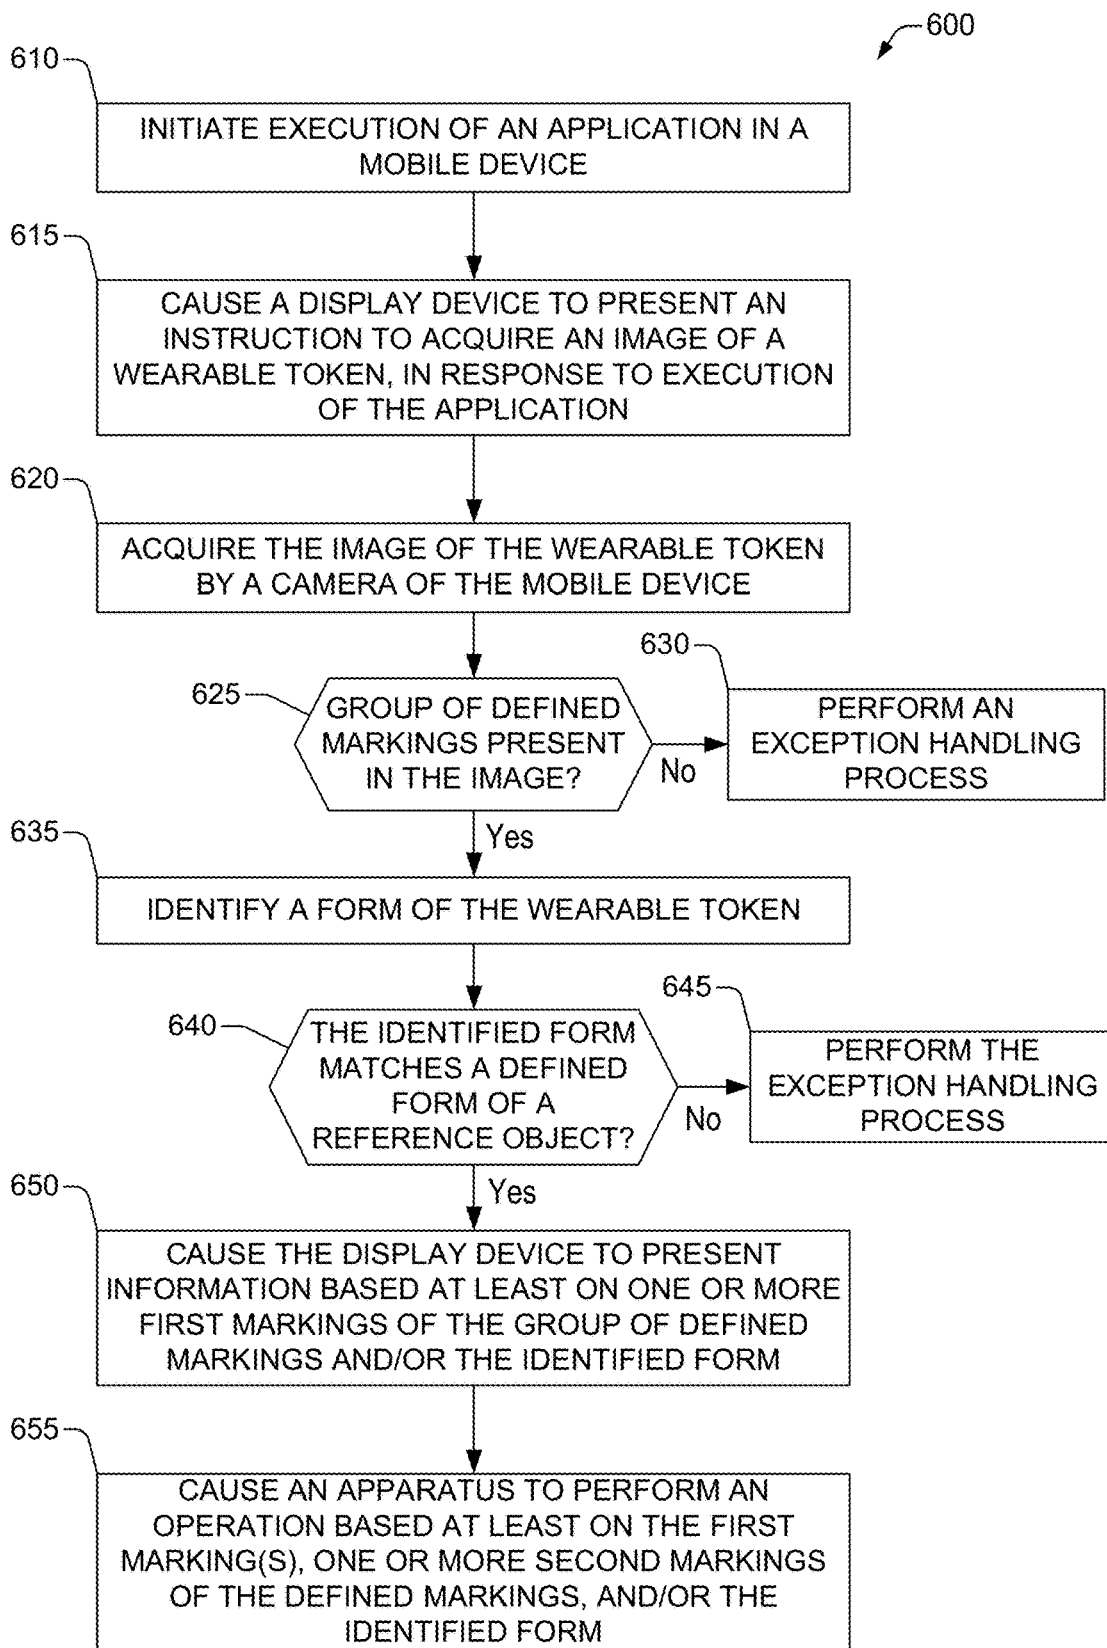 600
610
INITIATE EXECUTION OF AN APPLICATION IN A
MOBILE DEVICE
615
CAUSE A DISPLAY DEVICE TO PRESENT AN
INSTRUCTION TO ACQUIRE AN IMAGE OF A
WEARABLE TOKEN, IN RESPONSE TO EXECUTION
OF THE APPLICATION
620
ACQUIRE THE IMAGE OF THE WEARABLE TOKEN
BY A CAMERA OF THE MOBILE DEVICE
625
GROUP OF DEFINED
MARKINGS PRESENT
IN THE IMAGE?
No
630
PERFORM AN
EXCEPTION HANDLING
PROCESS
Yes
635
IDENTIFY A FORM OF THE WEARABLE TOKEN
640
THE IDENTIFIED FORM
MATCHES A DEFINED
FORM OF A
REFERENCE OBJECT?
No
645
PERFORM THE
EXCEPTION HANDLING
PROCESS
Yes
650
CAUSE THE DISPLAY DEVICE TO PRESENT
INFORMATION BASED AT LEAST ON ONE OR MORE
FIRST MARKINGS OF THE GROUP OF DEFINED
MARKINGS AND/OR THE IDENTIFIED FORM
655
CAUSE AN APPARATUS TO PERFORM AN
OPERATION BASED AT LEAST ON THE FIRST
MARKING(S), ONE OR MORE SECOND MARKINGS
OF THE DEFINED MARKINGS, AND/OR THE
IDENTIFIED FORM